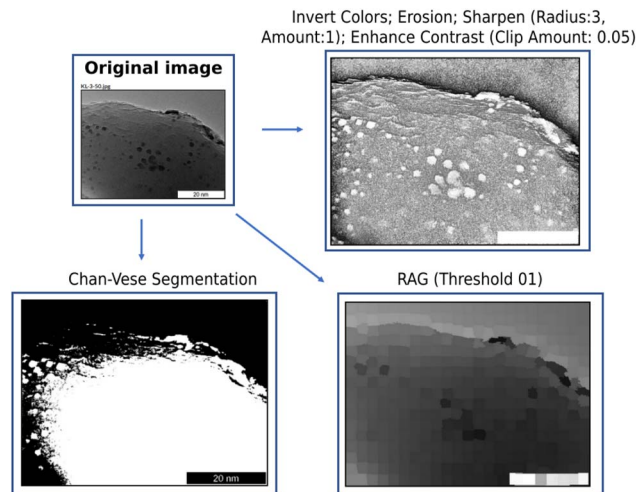 Invert Colors; Erosion; Sharpen (Radius:3,
Amount:1); Enhance Contrast (Clip Amount: 0.05)
Original image
KL-3-50.jpg
20 nm
Chan-Vese Segmentation
RAG (Threshold 01)
20 nm